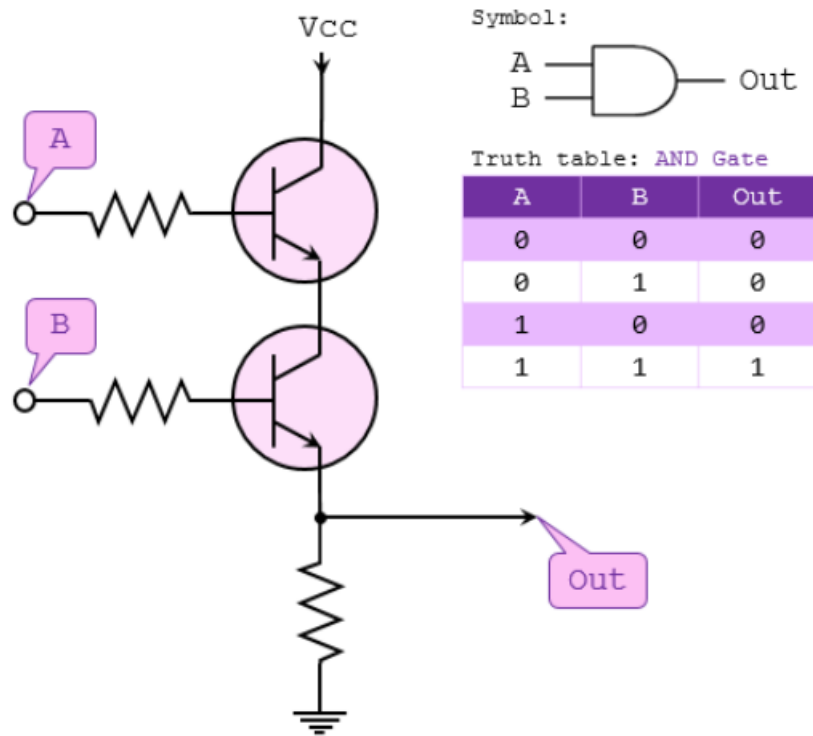 Vcc
A
B
Out
Symbol:
A
B
Out
Truth table: AND Gate
A B Out
0 0 0
0 1 0
1 0 0
1 1 1